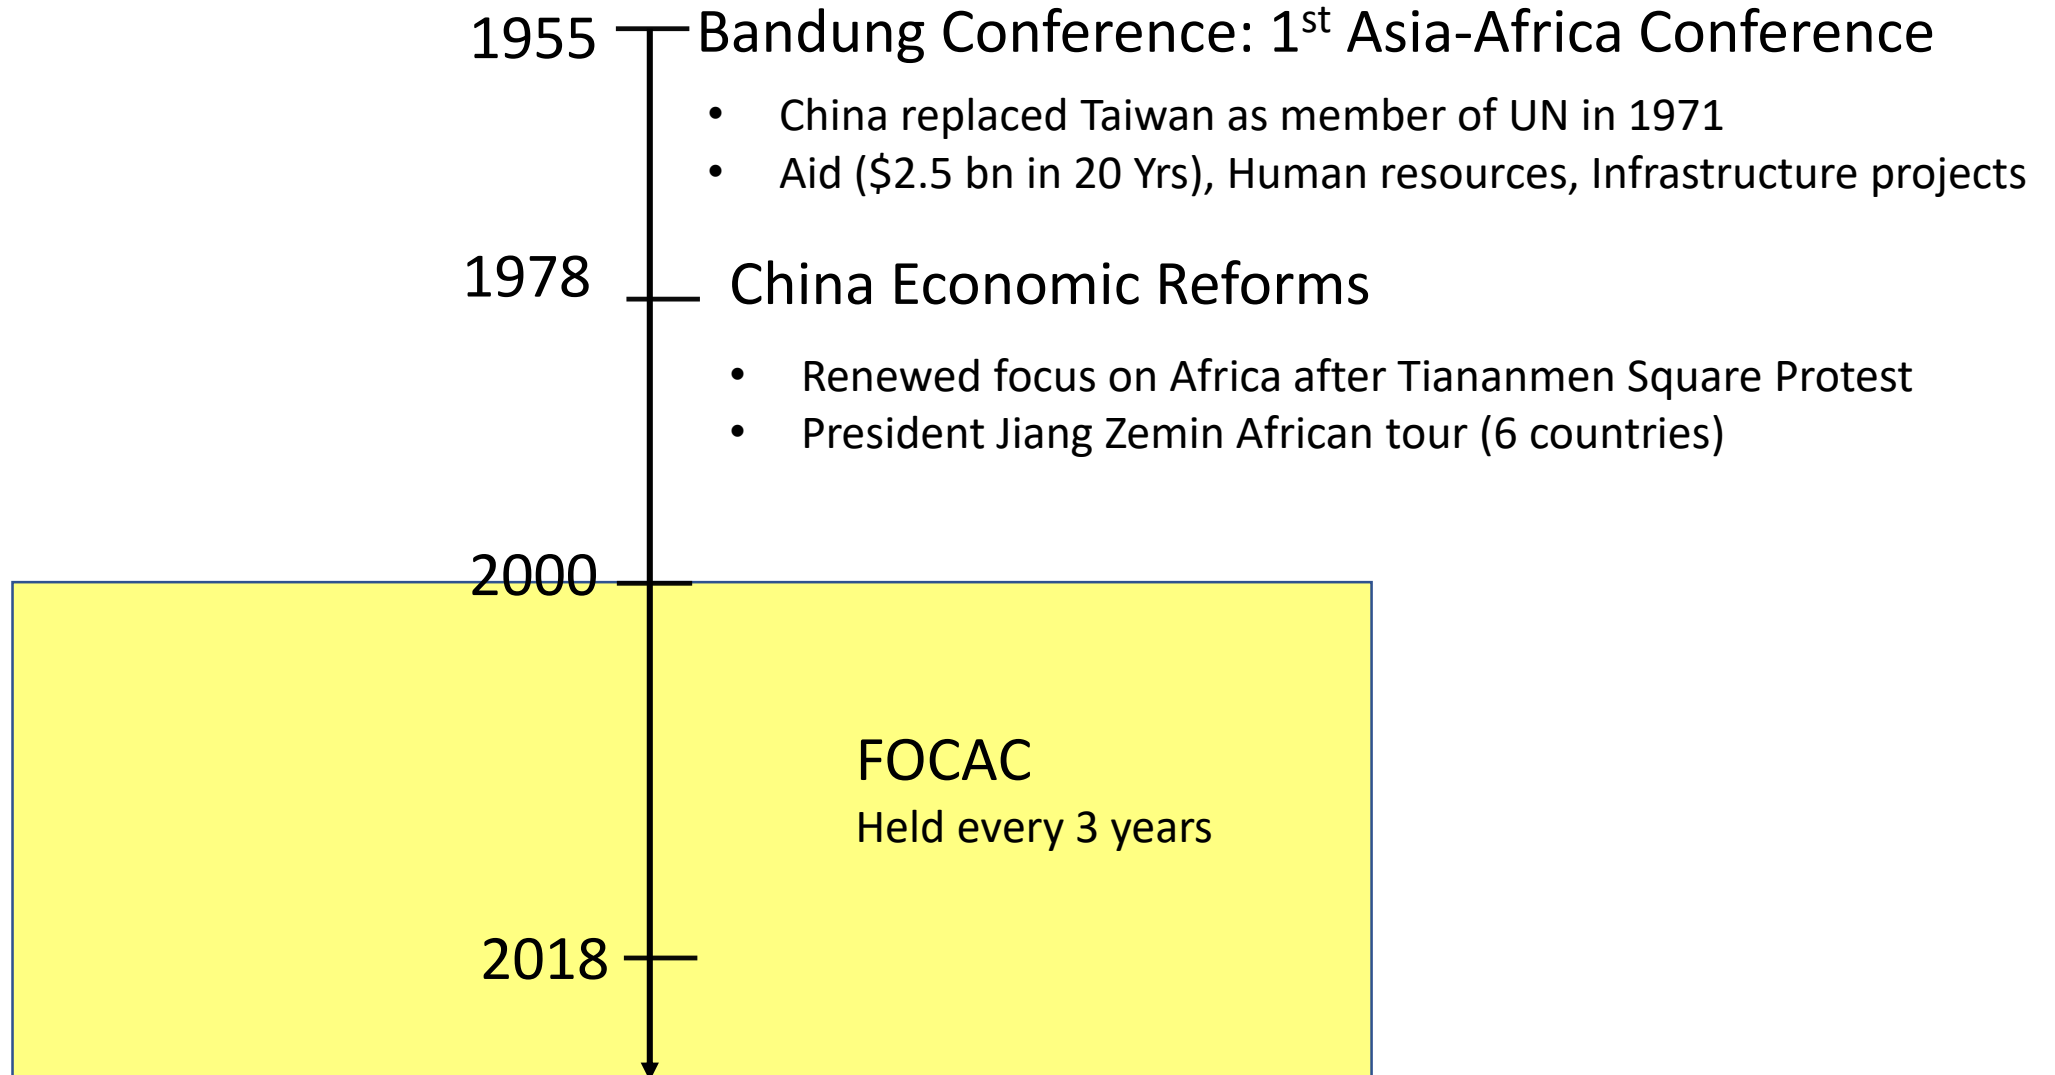 1955 Bandung Conference: 1st Asia-Africa Conference
• China replaced Taiwan as member of UN in 1971
• Aid ($2.5 bn in 20 Yrs), Human resources, Infrastructure projects
1978 China Economic Reforms
• Renewed focus on Africa after Tiananmen Square Protest
• President Jiang Zemin African tour (6 countries)
2000
FOCAC
Held every 3 years
2018